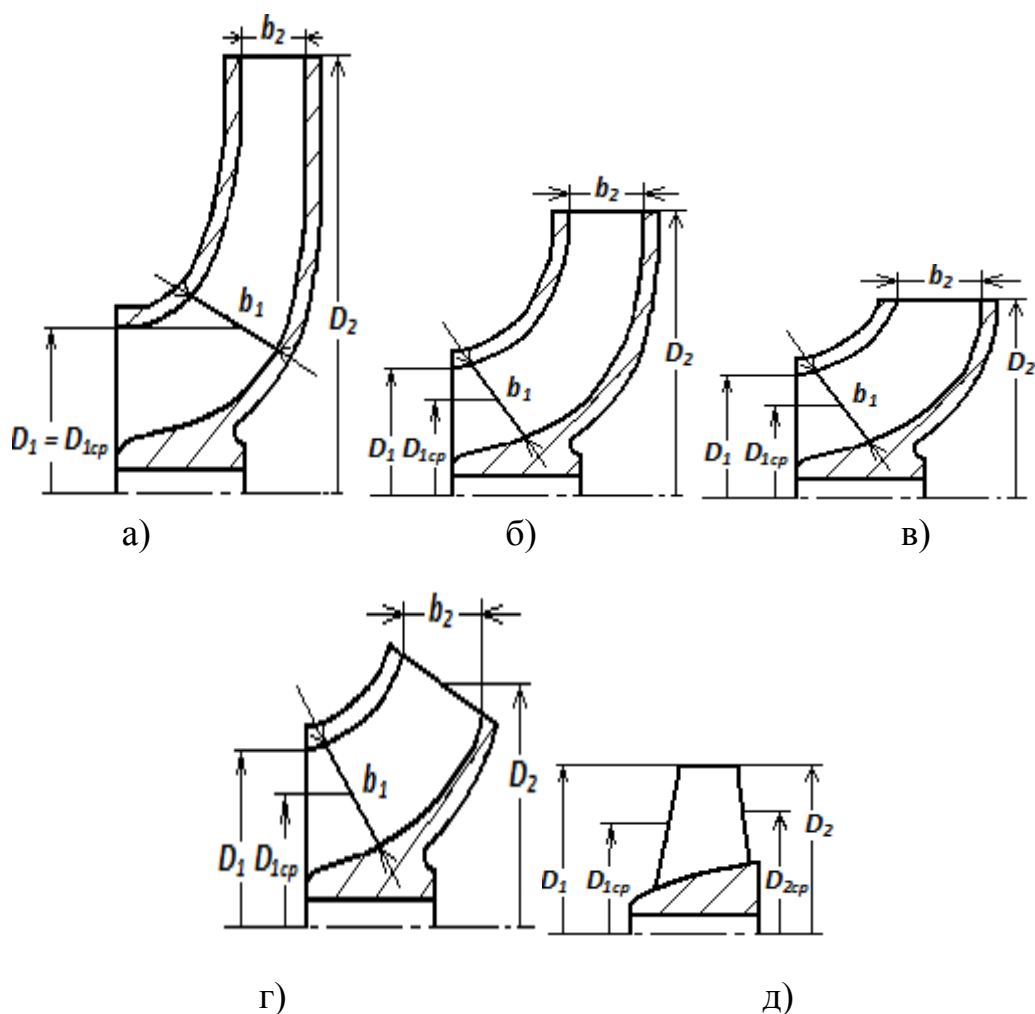 b₂
b₁
D₂
D₁ = D₁ср
а)
b₂
b₁
D₂
D₁ D₁ср
б)
b₂
b₁
D₂
D₁ D₁ср
в)
b₂
b₁
D₂
D₁ D₁ср
г)
D₁ D₁ср D₂ср D₂
д)